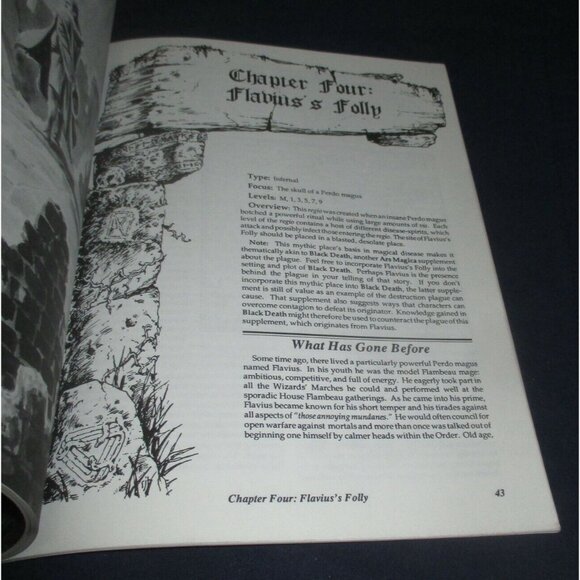 Chapter Four:
Flavius's Folly
Type: Infernal
Focus: The skull of a Perdo magus
Levels: M, 1, 3, 5, 7, 9
Overview: This regio was created when an insane Perdo magus
botched a powerful ritual while using large amounts of vis. Each
level of the regio contains a host of different disease-spirits, which
attack and possibly infect those entering the regio. The site of Flavius's
Folly should be placed in a blasted, desolate place.
Note: This mythic place's basis in magical disease makes it
thematically akin to Black Death, another Ars Magica supplement
about the plague. Feel free to incorporate Flavius's Folly into the
setting and plot of Black Death. Perhaps Flavius is the presence
behind the plague in your telling of that story. If you don't
incorporate this mythic place into Black Death, the latter supple-
ment is still of value as an example of the destruction plague can
cause. That supplement also suggests ways that characters can
overcome contagion to defeat its originator. Knowledge gained in
Black Death might therefore be used to counteract the plague of this
supplement, which originates from Flavius.
What Has Gone Before
Some time ago, there lived a particularly powerful Perdo magus
named Flavius. In his youth he was the model Flambeau mage:
ambitious, competitive, and full of energy. He eagerly took part in
all the Wizards' Marches he could and performed well at the
sporadic House Flambeau gatherings. As he came into his prime,
Flavius became known for his short temper and his tirades against
all aspects of "those annoying mundanes." He would often council for
open warfare against mortals and more than once was talked out of
beginning one himself by calmer heads within the Order. Old age,
Chapter Four: Flavius's Folly
43